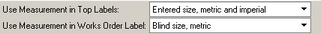 Use Measurement in Top Labels: Entered size, metric and imperial
Use Measurement in Works Order Label: Blind size, metric